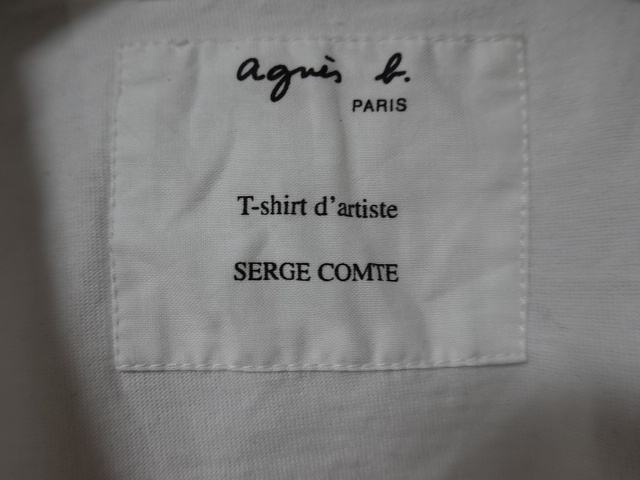 agnès b.
PARIS
T-shirt d'artiste
SERGE COMTE